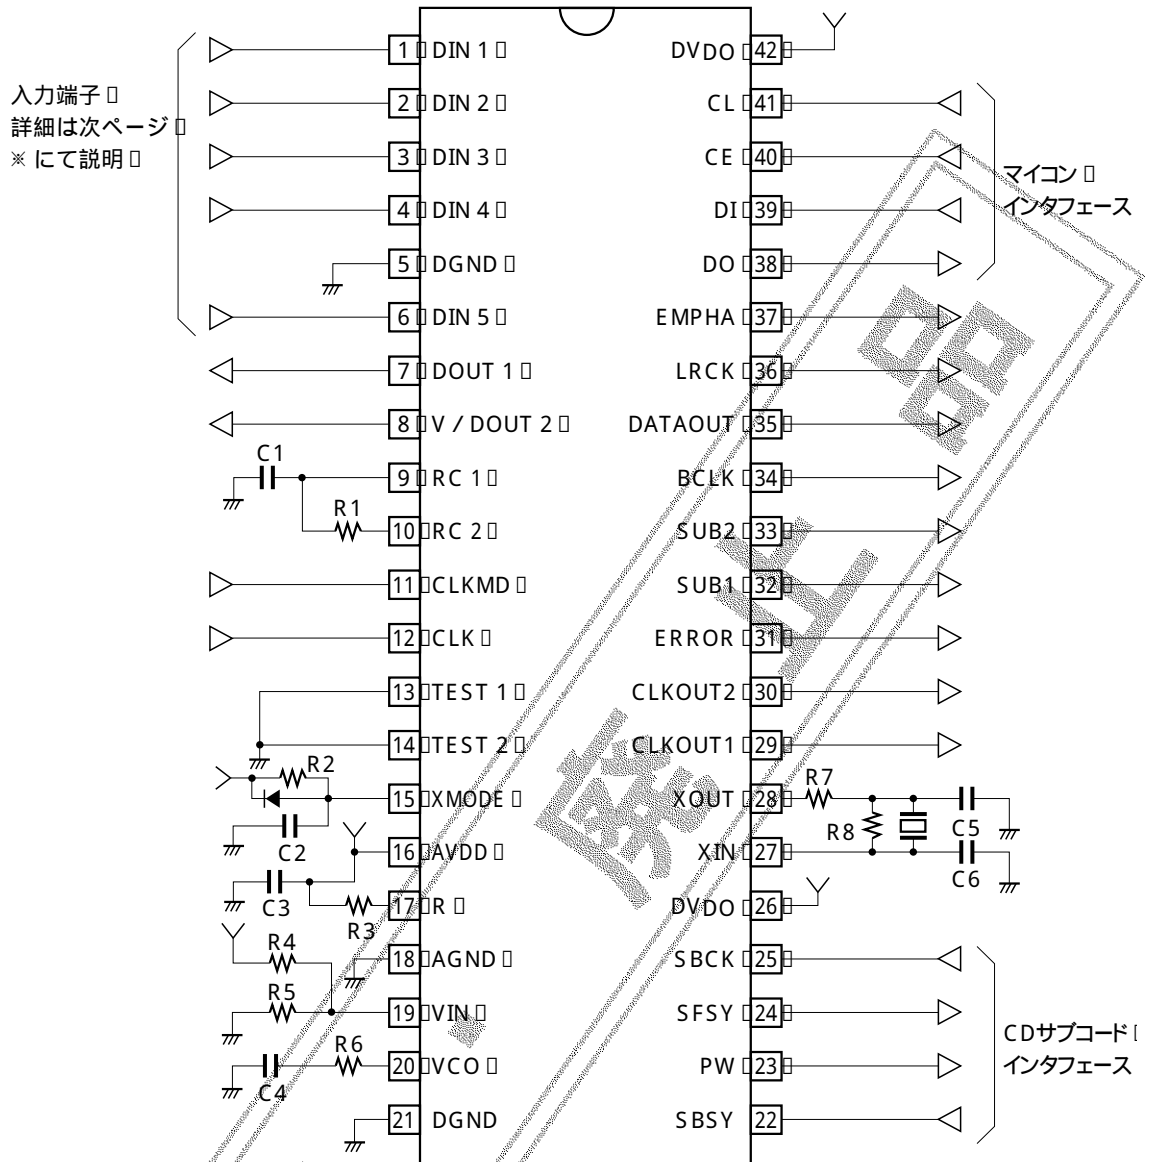 入力端子
詳細は次ページ
※ にて説明
1 DIN 1
2 DIN 2
3 DIN 3
4 DIN 4
5 DGND
6 DIN 5
7 DOUT 1
8 V / DOUT 2
C1
9 RC 1
R1
10 RC 2
11 CLKMD
12 CLK
13 TEST 1
14 TEST 2
R2
15 XMODE
C2
16 AVDD
C3
17 R
R3
R4
18 AGND
R5
19 VIN
R6
20 VCO
C4
21 DGND
DVDO 42
CL 41
CE 40
DI 39
DO 38
マイコン
インタフェース
EMPHA 37
LRCK 36
DATAOUT 35
BCLK 34
SUB2 33
SUB1 32
ERROR 31
CLKOUT2 30
CLKOUT1 29
R7
XOUT 28
R8
C5
XIN 27
C6
DVDO 26
SBCK 25
SFSY 24
PW 23
SBSY 22
CDサブコード
インタフェース
廃止品